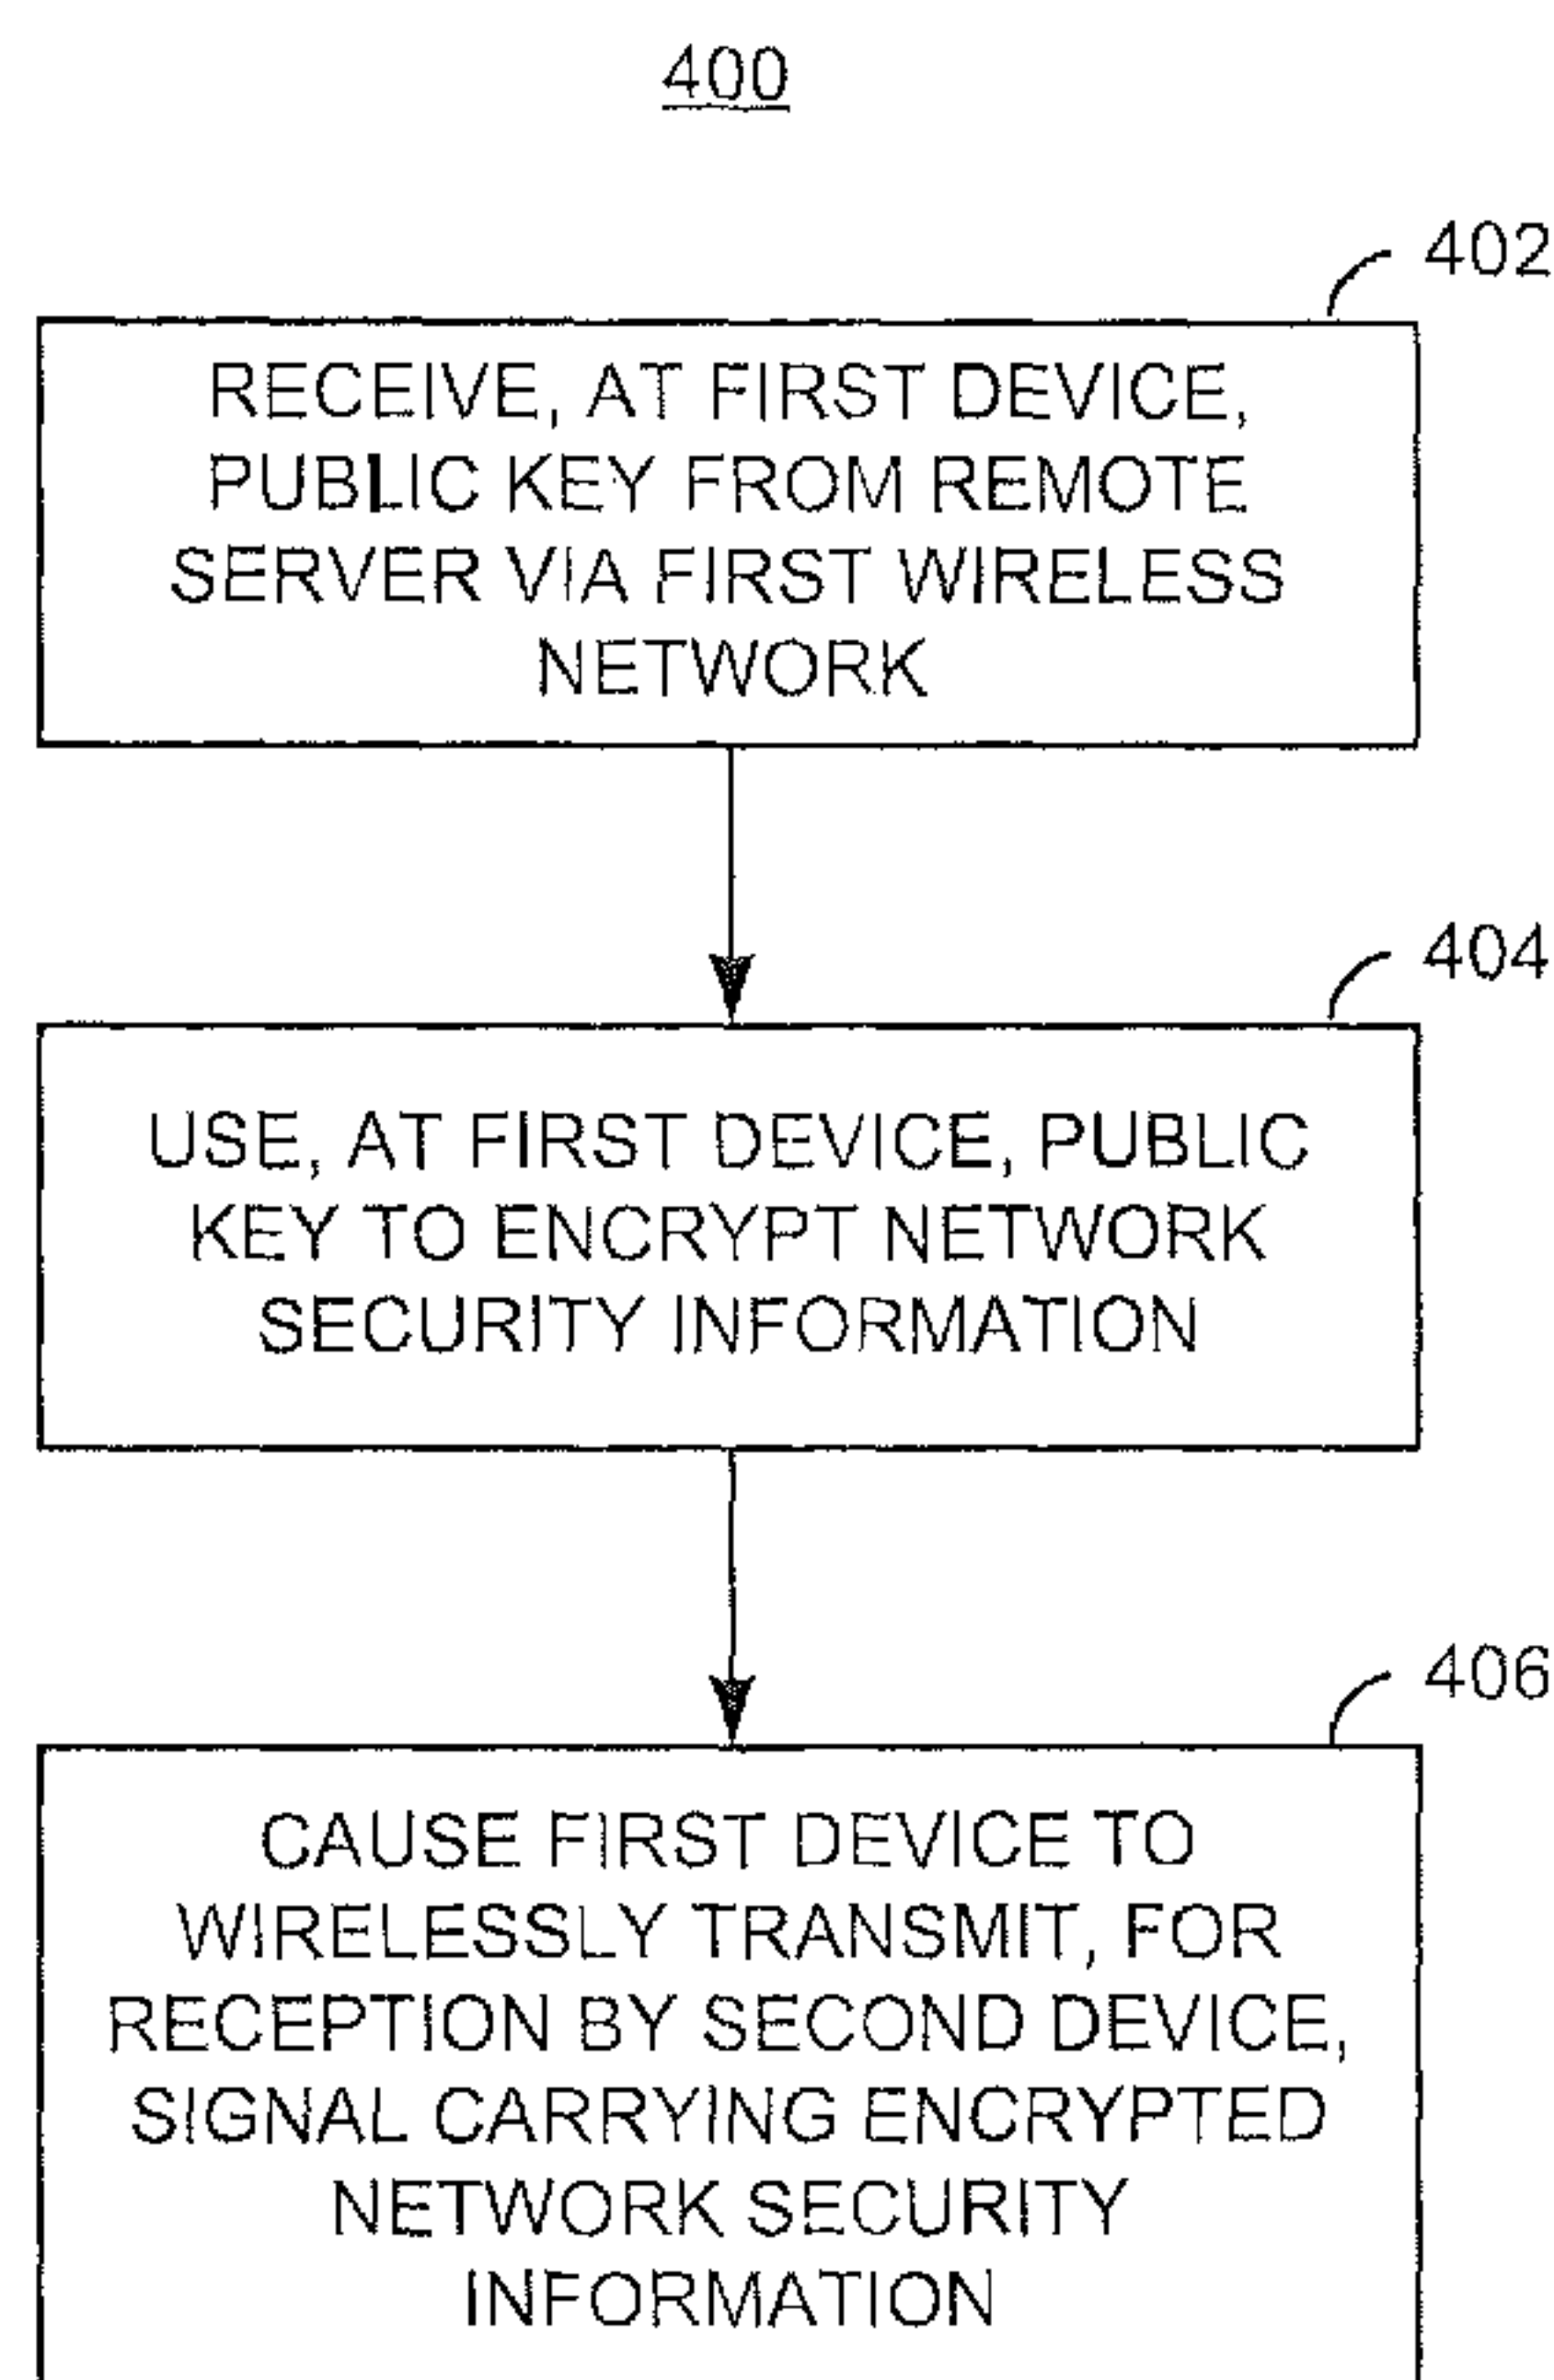 400
402
RECEIVE, AT FIRST DEVICE,
PUBLIC KEY FROM REMOTE
SERVER VIA FIRST WIRELESS
NETWORK
404
USE, AT FIRST DEVICE, PUBLIC
KEY TO ENCRYPT NETWORK
SECURITY INFORMATION
406
CAUSE FIRST DEVICE TO
WIRELESSLY TRANSMIT, FOR
RECEPTION BY SECOND DEVICE,
SIGNAL CARRYING ENCRYPTED
NETWORK SECURITY
INFORMATION